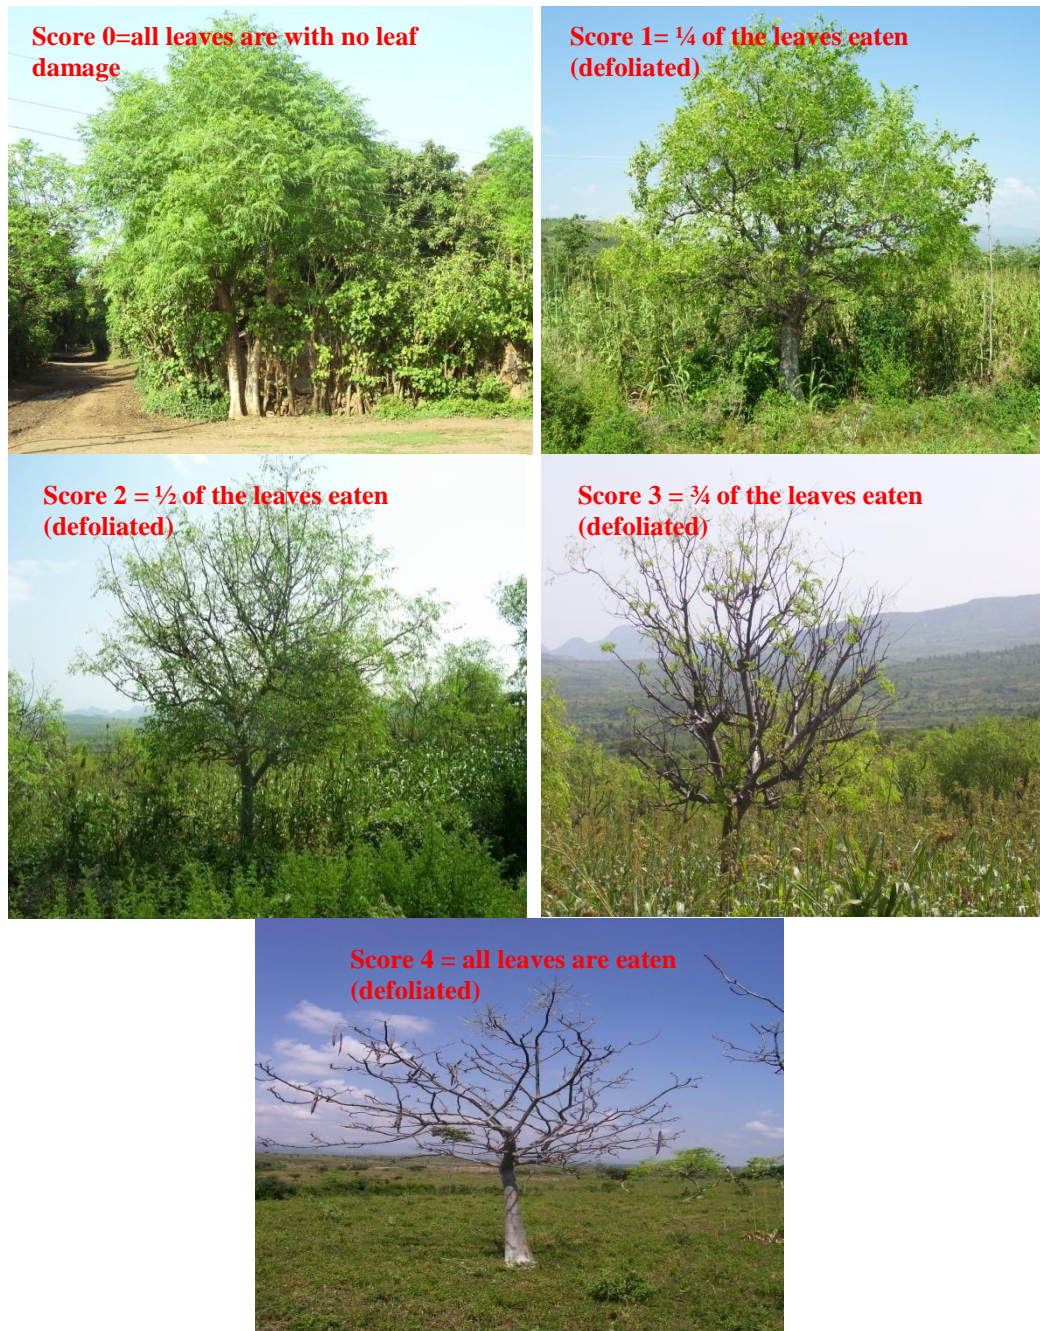 Score 0=all leaves are with no leaf
damage
Score 1= ¼ of the leaves eaten
(defoliated)
Score 2 = ½ of the leaves eaten
(defoliated)
Score 3 = ¾ of the leaves eaten
(defoliated)
Score 4 = all leaves are eaten
(defoliated)